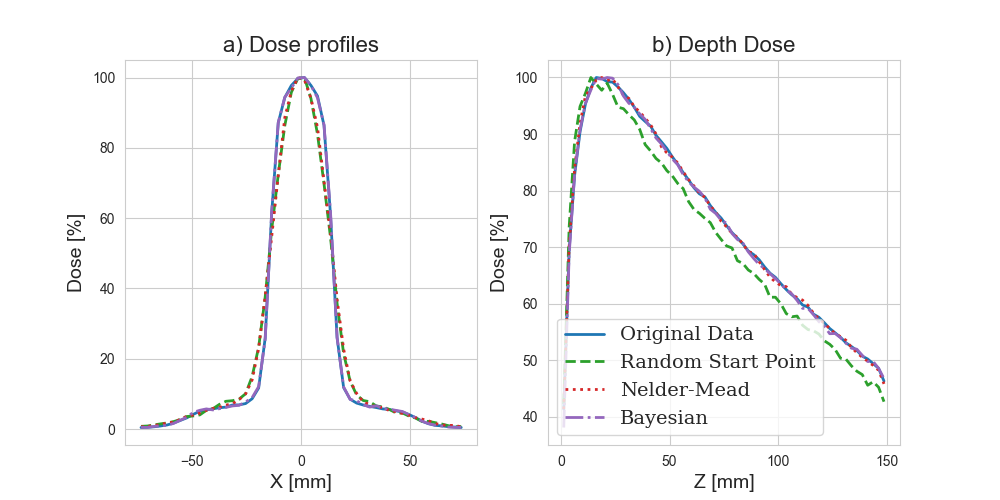 a) Dose profiles
Dose [%]
100
80
60
40
20
0
−50
0
50
X [mm]
b) Depth Dose
Dose [%]
100
90
80
70
60
50
40
Original Data
Random Start Point
Nelder-Mead
Bayesian
0
50
100
150
Z [mm]